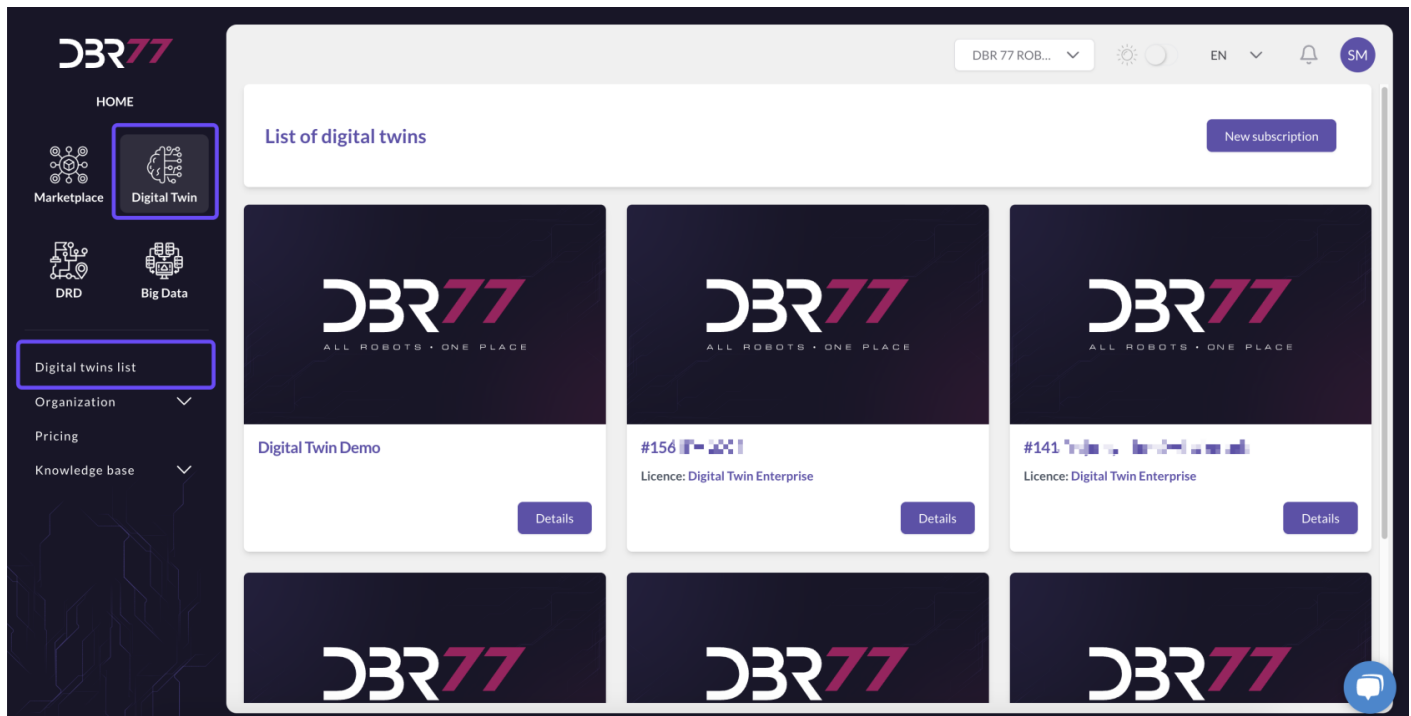 DBR77
HOME
Marketplace
Digital Twin
DRD
Big Data
Digital twins list
Organization
Pricing
Knowledge base
DBR 77 ROB...
EN
SM
List of digital twins
New subscription
DBR77
ALL ROBOTS • ONE PLACE
Digital Twin Demo
Details
DBR77
ALL ROBOTS • ONE PLACE
#156
Licence: Digital Twin Enterprise
Details
DBR77
ALL ROBOTS • ONE PLACE
#141
Licence: Digital Twin Enterprise
Details
DBR77
DBR77
DBR77